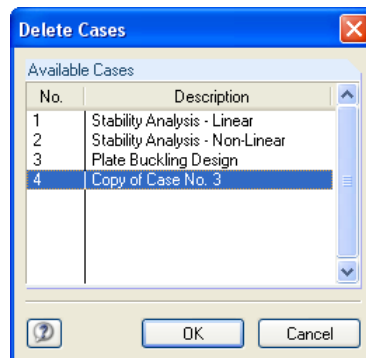 Delete Cases
Available Cases
No. Description
1 Stability Analysis - Linear
2 Stability Analysis - Non-Linear
3 Plate Buckling Design
4 Copy of Case No. 3
OK Cancel